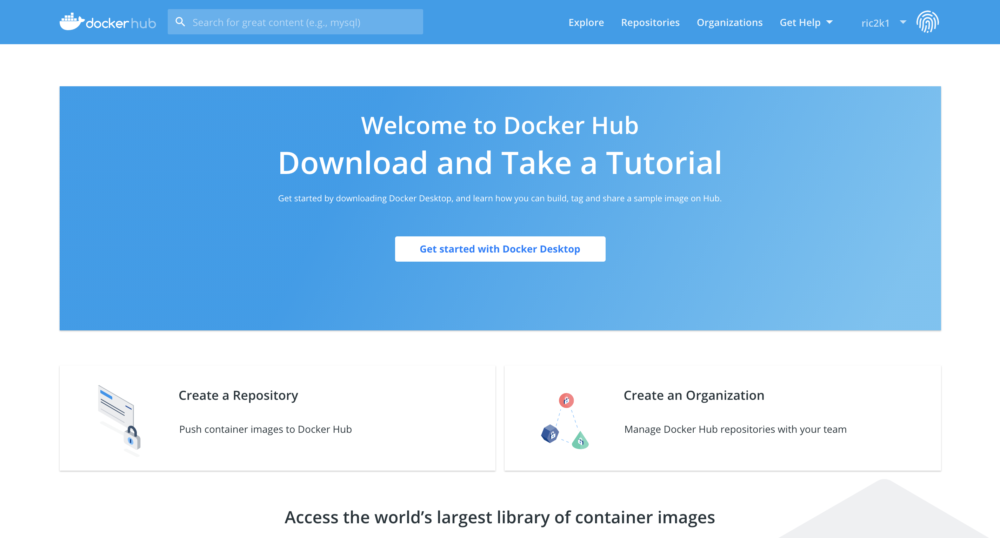 docker hub
Search for great content (e.g., mysql)
Explore
Repositories
Organizations
Get Help
ric2k1
Welcome to Docker Hub
Download and Take a Tutorial
Get started by downloading Docker Desktop, and learn how you can build, tag and share a sample image on Hub.
Get started with Docker Desktop
Create a Repository
Push container images to Docker Hub
Create an Organization
Manage Docker Hub repositories with your team
Access the world’s largest library of container images